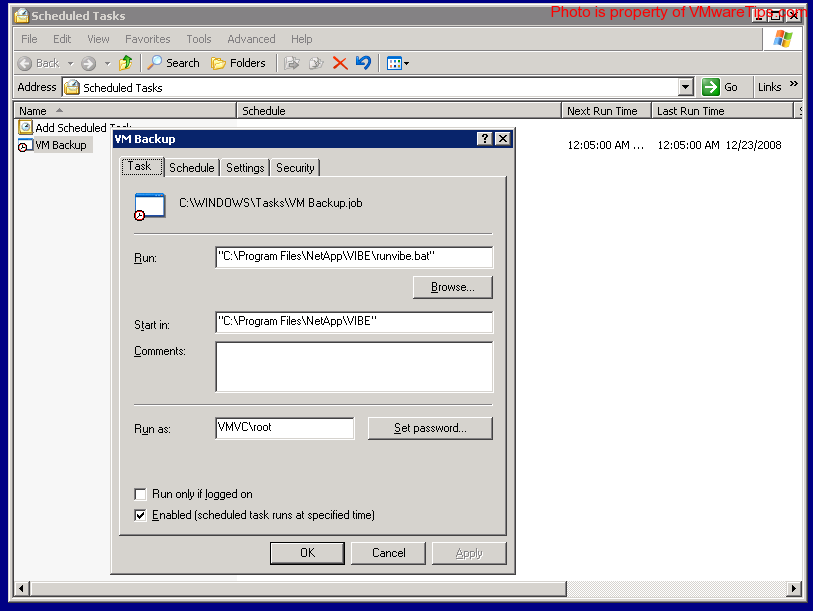 Scheduled Tasks
Photo is property of VMwareTips.com
File Edit View Favorites Tools Advanced Help
Back Search Folders
Address Scheduled Tasks Go Links »
Name Schedule Next Run Time Last Run Time
Add Scheduled Task
VM Backup 12:05:00 AM ... 12:05:00 AM 12/23/2008
VM Backup
Task Schedule Settings Security
C:\WINDOWS\Tasks\VM Backup.job
Run: "C:\Program Files\NetApp\VIBE\runvibe.bat"
Browse...
Start in: "C:\Program Files\NetApp\VIBE"
Comments:
Run as: VMVC\root Set password...
Run only if logged on
Enabled (scheduled task runs at specified time)
OK Cancel Apply